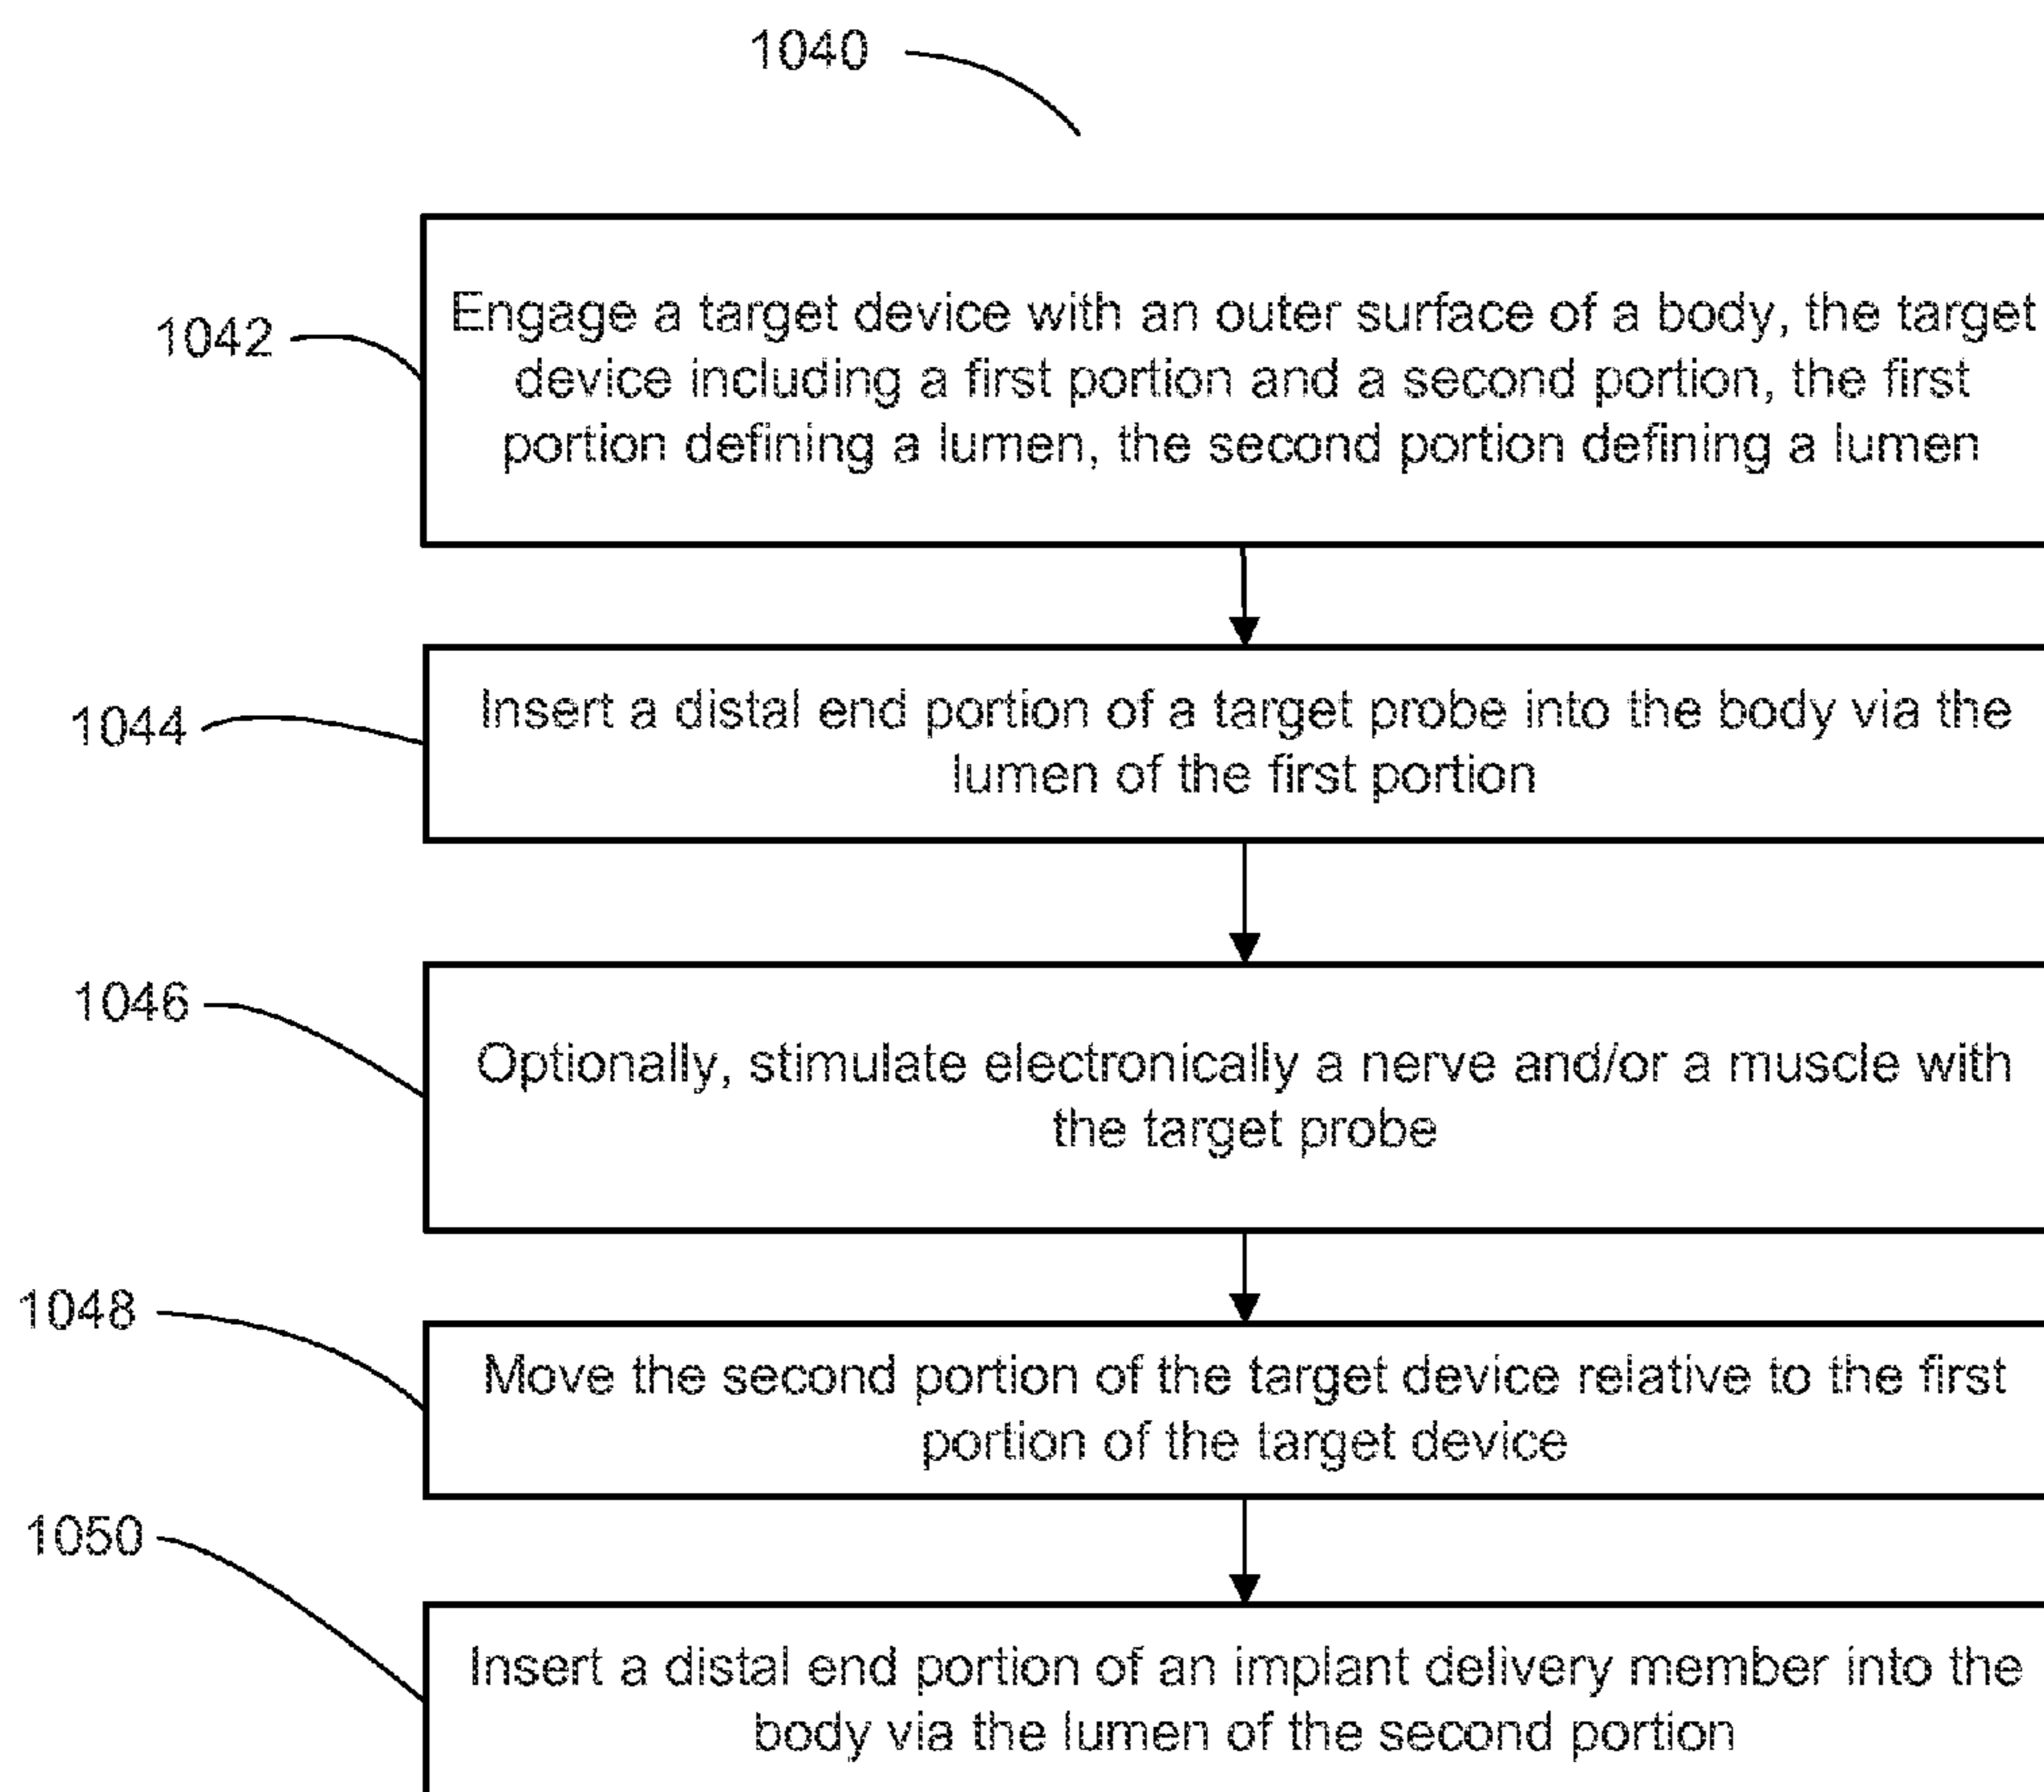 1040
1042
Engage a target device with an outer surface of a body, the target
device including a first portion and a second portion, the first
portion defining a lumen, the second portion defining a lumen
1044
Insert a distal end portion of a target probe into the body via the
lumen of the first portion
1046
Optionally, stimulate electronically a nerve and/or a muscle with
the target probe
1048
Move the second portion of the target device relative to the first
portion of the target device
1050
Insert a distal end portion of an implant delivery member into the
body via the lumen of the second portion